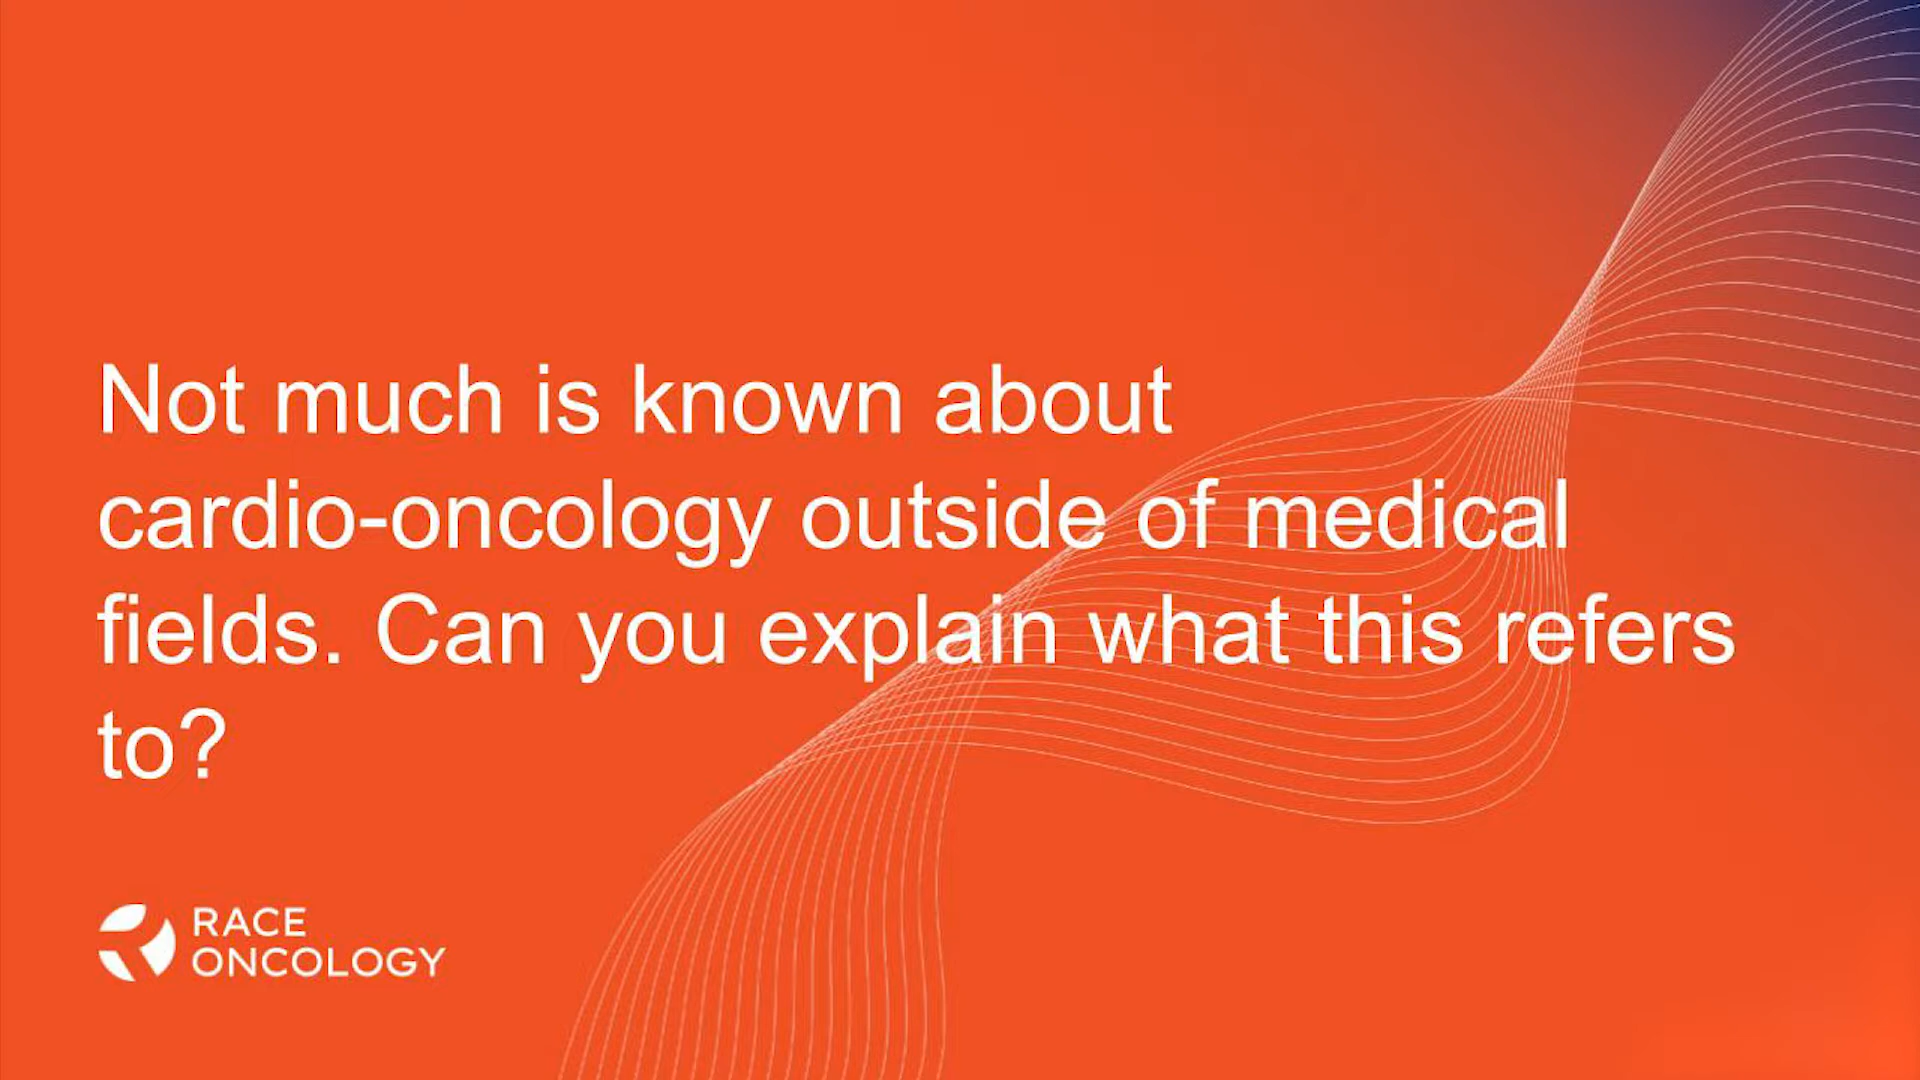 Not much is known about
cardio-oncology outside of medical
fields. Can you explain what this refers
to?
RACE
ONCOLOGY